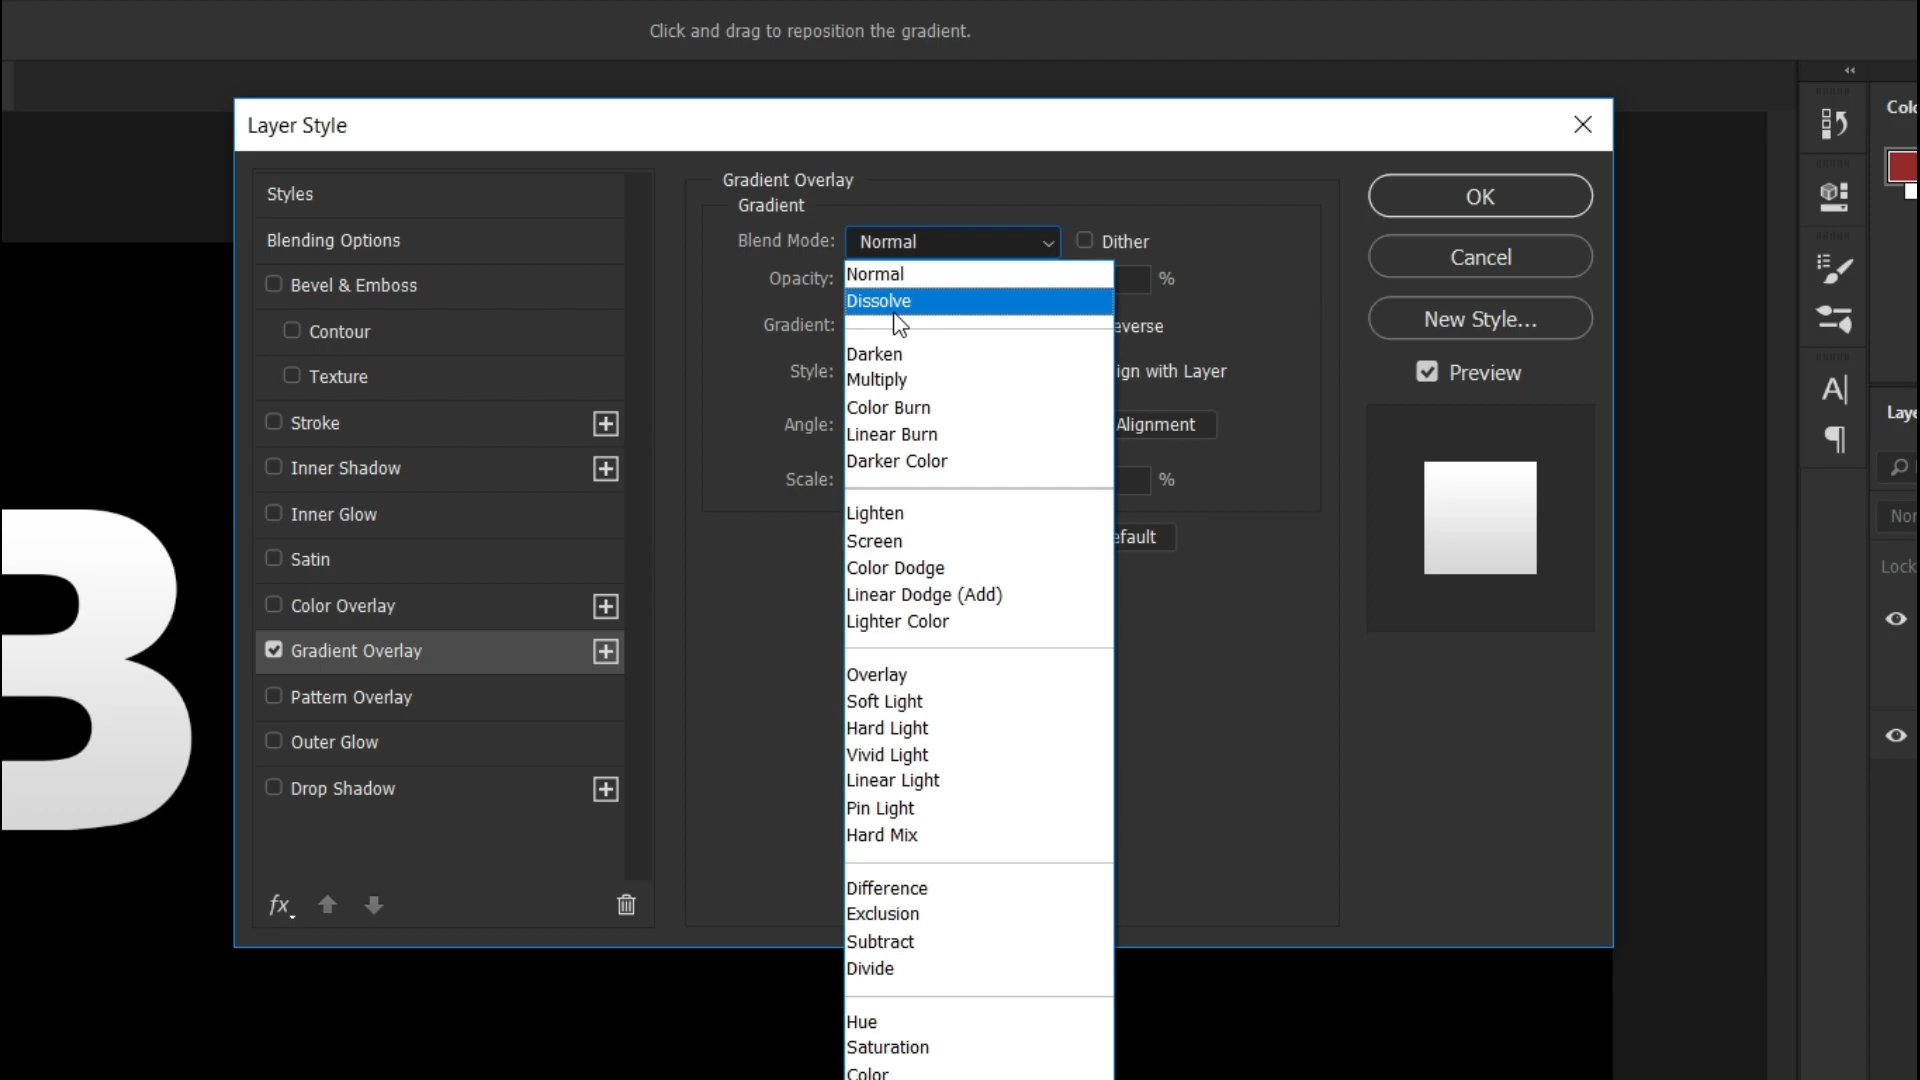 Click and drag to reposition the gradient.
Layer Style
Styles
Blending Options
Bevel & Emboss
Contour
Texture
Stroke
Inner Shadow
Inner Glow
Satin
Color Overlay
Gradient Overlay
Pattern Overlay
Outer Glow
Drop Shadow
fx
Gradient Overlay
Gradient
Blend Mode: Normal Dither
Opacity: %
Gradient: everse
Style: ign with Layer
Angle: Alignment
Scale: %
efault
Normal
Dissolve
Darken
Multiply
Color Burn
Linear Burn
Darker Color
Lighten
Screen
Color Dodge
Linear Dodge (Add)
Lighter Color
Overlay
Soft Light
Hard Light
Vivid Light
Linear Light
Pin Light
Hard Mix
Difference
Exclusion
Subtract
Divide
Hue
Saturation
Color
OK
Cancel
New Style...
Preview
B
A
Colo
Laye
Nor
Lock